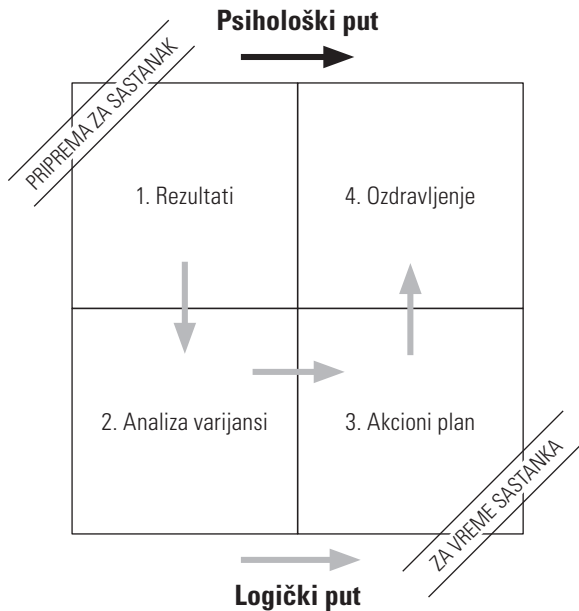 Psihološki put
PRIPREMA ZA SASTANAK
1. Rezultati
4. Ozdravljenje
2. Analiza varijansi
3. Akcioni plan
ZA VREME SASTANKA
Logički put